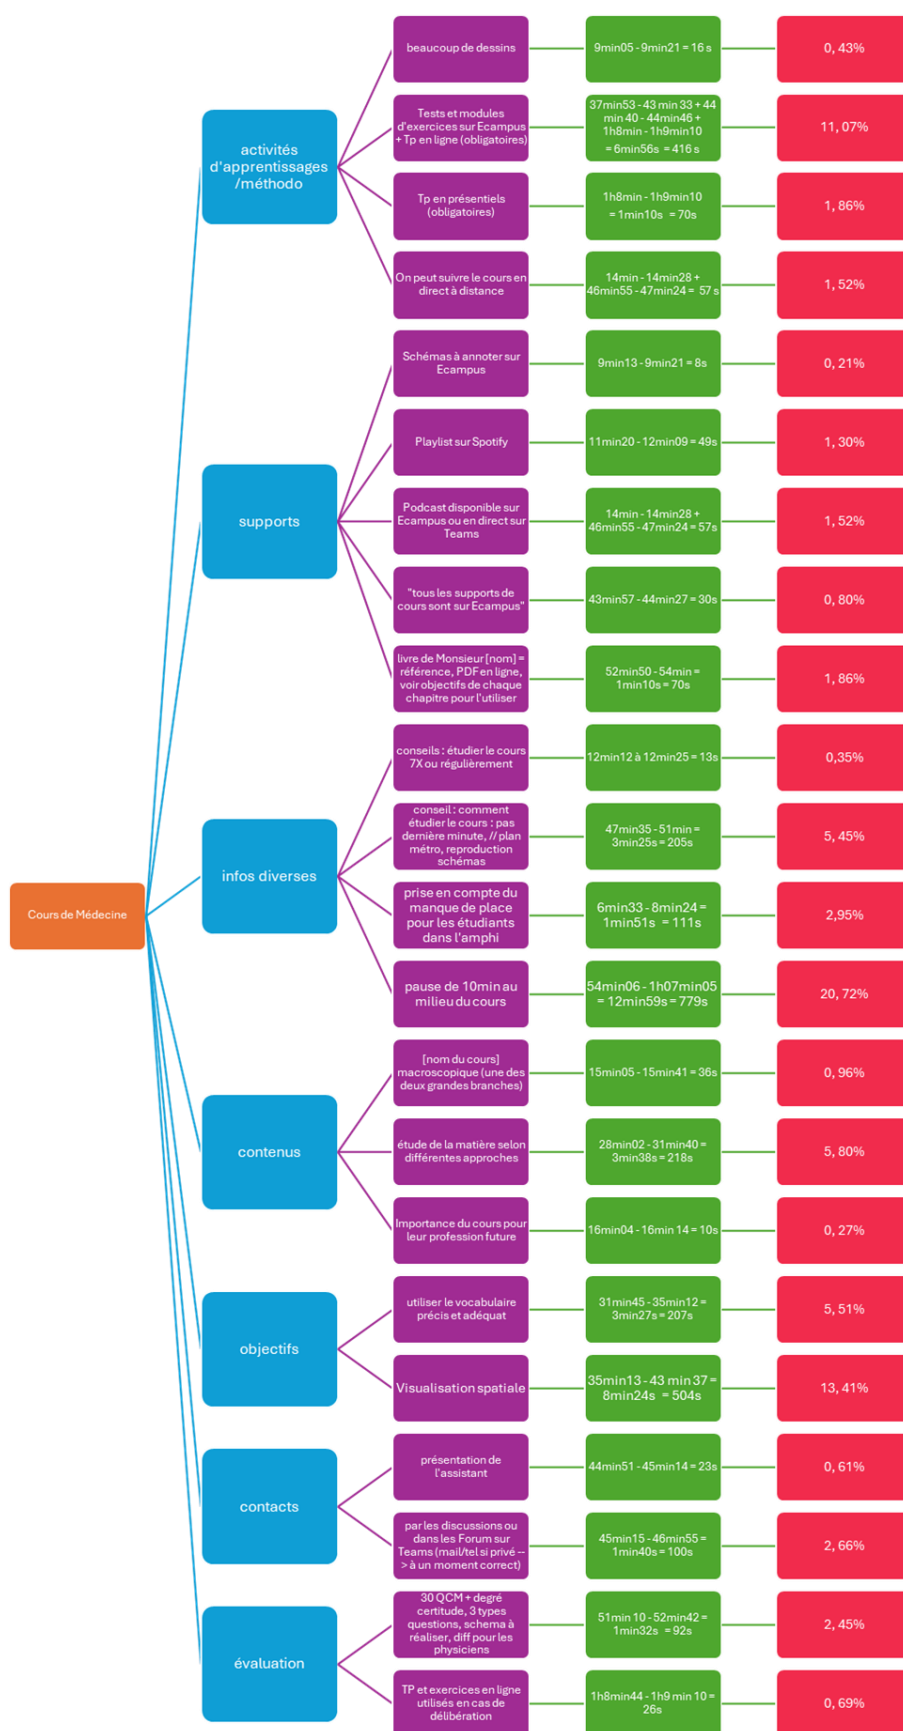 Cours de Médecine
activités
d'apprentissages
/méthodo
beaucoup de dessins
9min05 - 9min21 = 16 s
0, 43%
Tests et modules
d'exercices sur Ecampus
+ Tp en ligne (obligatoires)
37min53 - 43 min 33 + 44
min 40 - 44min46 +
1h8min - 1h9min10
= 6min56s = 416 s
11, 07%
Tp en présentiels
(obligatoires)
1h8min - 1h9min10
= 1min10s = 70s
1, 86%
On peut suivre le cours en
direct à distance
14min - 14min28 +
46min55 - 47min24 = 57 s
1, 52%
supports
Schémas à annoter sur
Ecampus
9min13 - 9min21 = 8s
0, 21%
Playlist sur Spotify
11min20 - 12min09 = 49s
1, 30%
Podcast disponible sur
Ecampus ou en direct sur
Teams
14min - 14min28 +
46min55 - 47min24 = 57s
1, 52%
"tous les supports de
cours sont sur Ecampus"
43min57 - 44min27 = 30s
0, 80%
livre de Monsieur [nom] =
référence, PDF en ligne,
voir objectifs de chaque
chapitre pour l'utiliser
52min50 - 54min =
1min10s = 70s
1, 86%
infos diverses
conseils : étudier le cours
7X ou régulièrement
12min12 à 12min25 = 13s
0,35%
conseil : comment
étudier le cours : pas
dernière minute, // plan
métro, reproduction
schémas
47min35 - 51min =
3min25s = 205s
5, 45%
prise en compte du
manque de place
pour les étudiants
dans l'amphi
6min33 - 8min24 =
1min51s = 111s
2,95%
pause de 10min au
milieu du cours
54min06 - 1h07min05
= 12min59s = 779s
20, 72%
contenus
[nom du cours]
macroscopique (une des
deux grandes branches)
15min05 - 15min41 = 36s
0, 96%
étude de la matière selon
différentes approches
28min02 - 31min40 =
3min38s = 218s
5, 80%
Importance du cours pour
leur profession future
16min04 - 16min 14 = 10s
0, 27%
objectifs
utiliser le vocabulaire
précis et adéquat
31min45 - 35min12 =
3min27s = 207s
5, 51%
Visualisation spatiale
35min13 - 43 min 37 =
8min24s = 504s
13, 41%
contacts
présentation de
l'assistant
44min51 - 45min14 = 23s
0, 61%
par les discussions ou
dans les Forum sur
Teams (mail/tel si privé --
> à un moment correct)
45min15 - 46min55 =
1min40s = 100s
2, 66%
évaluation
30 QCM + degré
certitude, 3 types
questions, schema à
réaliser, diff pour les
physiciens
51min 10 - 52min42 =
1min32s = 92s
2, 45%
TP et exercices en ligne
utilisés en cas de
délibération
1h8min44 - 1h9 min 10 =
26s
0, 69%